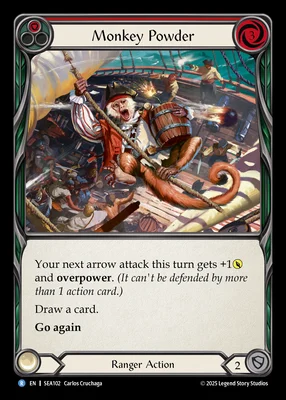 Monkey Powder
Your next arrow attack this turn gets +1
and overpower. (It can't be defended by more
than 1 action card.)
Draw a card.
Go again
Ranger Action
2
R EN | SEA102 Carlos Cruchaga
© 2025 Legend Story Studios